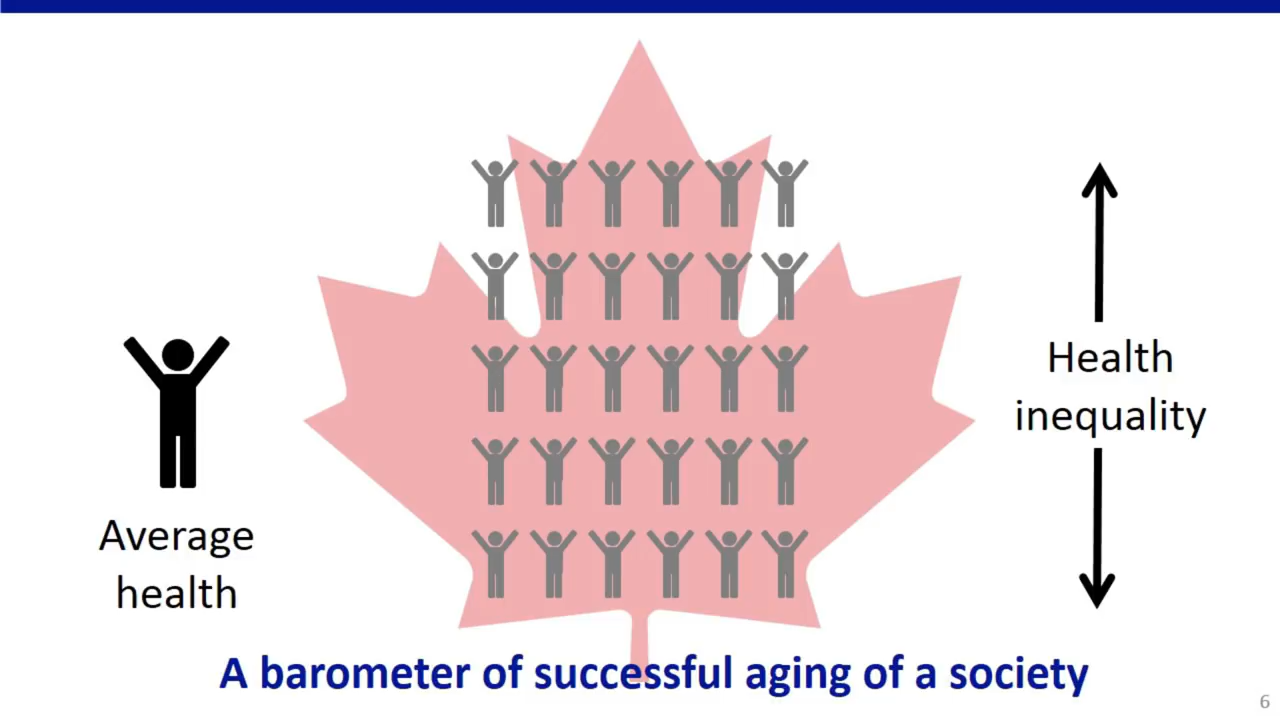 Average
health
Health
inequality
A barometer of successful aging of a society
6